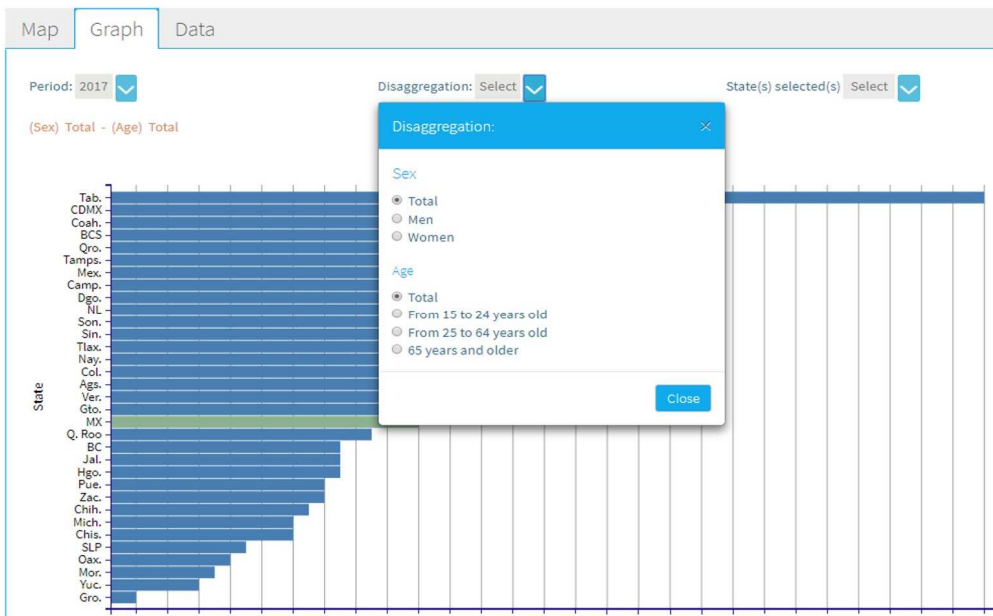 Map Graph Data
Period: 2017 Disaggregation: Select State(s) selected(s) Select
(Sex) Total - (Age) Total
Disaggregation: ×
Sex
Total
Men
Women
Age
Total
From 15 to 24 years old
From 25 to 64 years old
65 years and older
Close
State
Tab.
CDMX
Coah.
BCS
Qro.
Tamps.
Mex.
Camp.
Dgo.
NL
Son.
Sin.
Tlax.
Nay.
Col.
Ags.
Ver.
Gto.
MX
Q. Roo
BC
Jal.
Hgo.
Pue.
Zac.
Chih.
Mich.
Chis.
SLP
Oax.
Mor.
Yuc.
Gro.